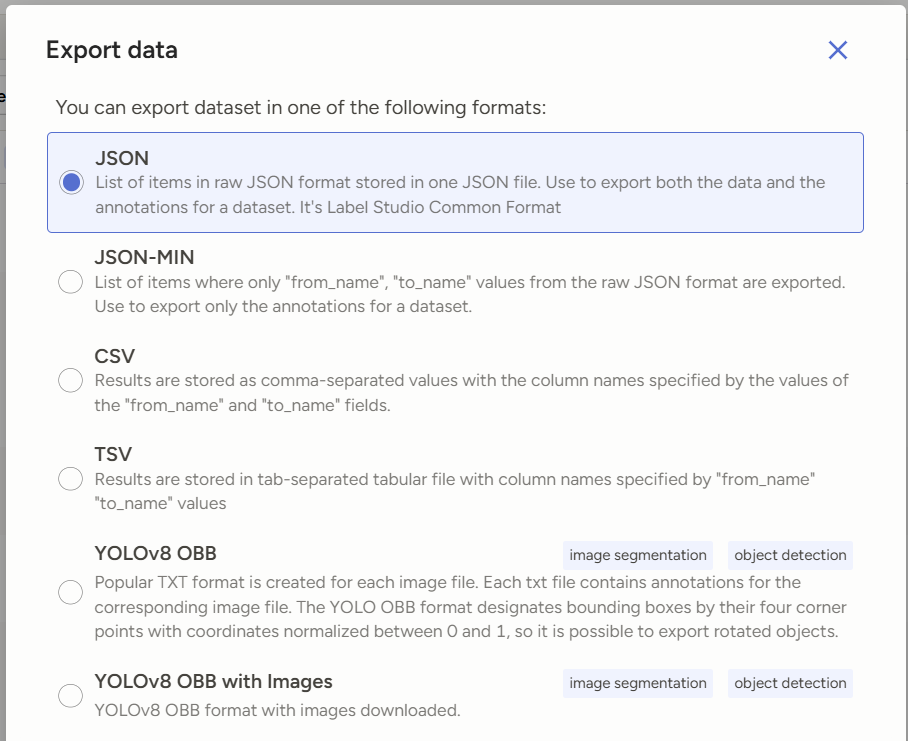 Export data
You can export dataset in one of the following formats:
JSON
List of items in raw JSON format stored in one JSON file. Use to export both the data and the
annotations for a dataset. It's Label Studio Common Format
JSON-MIN
List of items where only "from_name", "to_name" values from the raw JSON format are exported.
Use to export only the annotations for a dataset.
CSV
Results are stored as comma-separated values with the column names specified by the values of
the "from_name" and "to_name" fields.
TSV
Results are stored in tab-separated tabular file with column names specified by "from_name"
"to_name" values
YOLOv8 OBB image segmentation object detection
Popular TXT format is created for each image file. Each txt file contains annotations for the
corresponding image file. The YOLO OBB format designates bounding boxes by their four corner
points with coordinates normalized between 0 and 1, so it is possible to export rotated objects.
YOLOv8 OBB with Images image segmentation object detection
YOLOv8 OBB format with images downloaded.